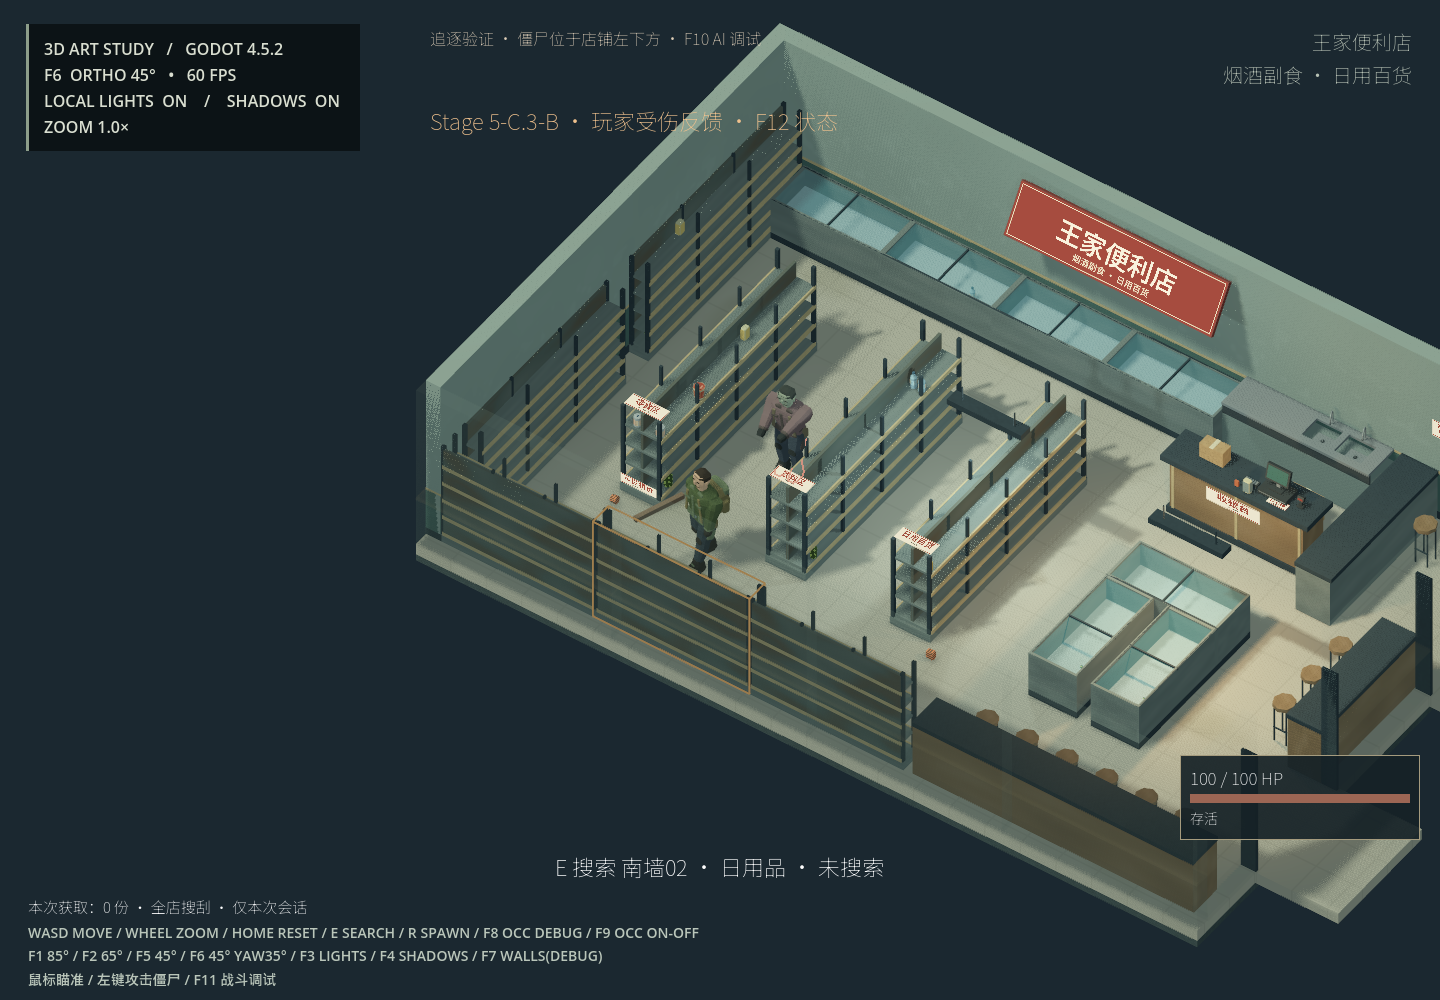 3D ART STUDY / GODOT 4.5.2
F6 ORTHO 45° • 60 FPS
LOCAL LIGHTS ON / SHADOWS ON
ZOOM 1.0×
追逐验证 · 僵尸位于店铺左下方 · F10 AI 调试
Stage 5-C.3-B · 玩家受伤反馈 · F12 状态
王家便利店
烟酒副食 · 日用百货
王家便利店
烟酒副食 · 日用百货
日用百货
收银台
100 / 100 HP
存活
E 搜索 南墙02 · 日用品 · 未搜索
本次获取：0 份 · 全店搜刮 · 仅本次会话
WASD MOVE / WHEEL ZOOM / HOME RESET / E SEARCH / R SPAWN / F8 OCC DEBUG / F9 OCC ON-OFF
F1 85° / F2 65° / F5 45° / F6 45° YAW35° / F3 LIGHTS / F4 SHADOWS / F7 WALLS(DEBUG)
鼠标瞄准 / 左键攻击僵尸 / F11 战斗调试